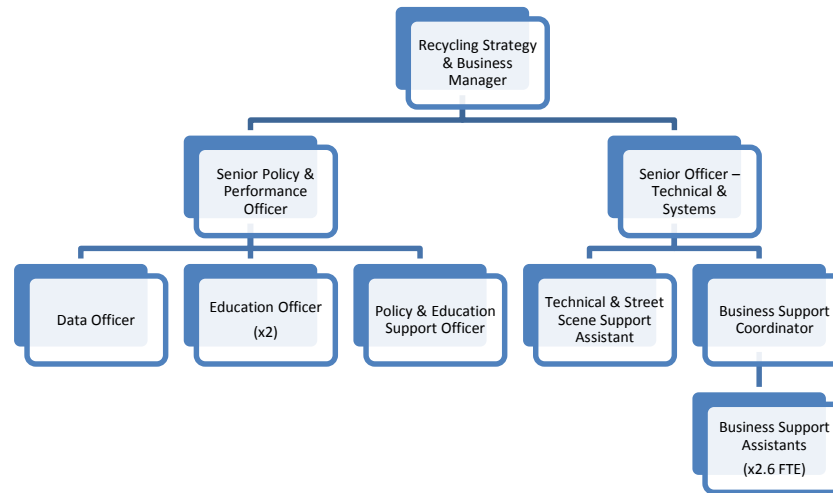 Recycling Strategy
& Business
Manager
Senior Policy &
Performance
Officer
Senior Officer –
Technical &
Systems
Data Officer
Education Officer
(x2)
Policy & Education
Support Officer
Technical & Street
Scene Support
Assistant
Business Support
Coordinator
Business Support
Assistants
(x2.6 FTE)